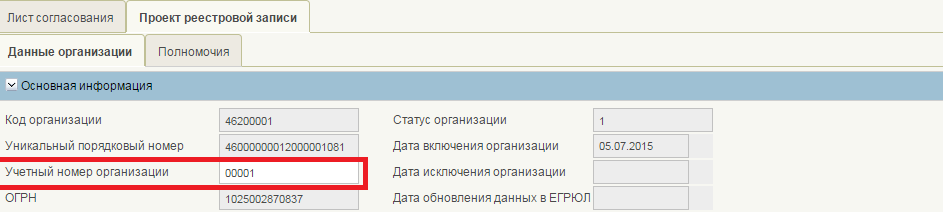 Лист согласования Проект реестровой записи
Данные организации Полномочия
Основная информация
Код организации 46200001 Статус организации 1
Уникальный порядковый номер 46000000012000001081 Дата включения организации 05.07.2015
Учетный номер организации 00001 Дата исключения организации
ОГРН 1025002870837 Дата обновления данных в ЕГРЮЛ